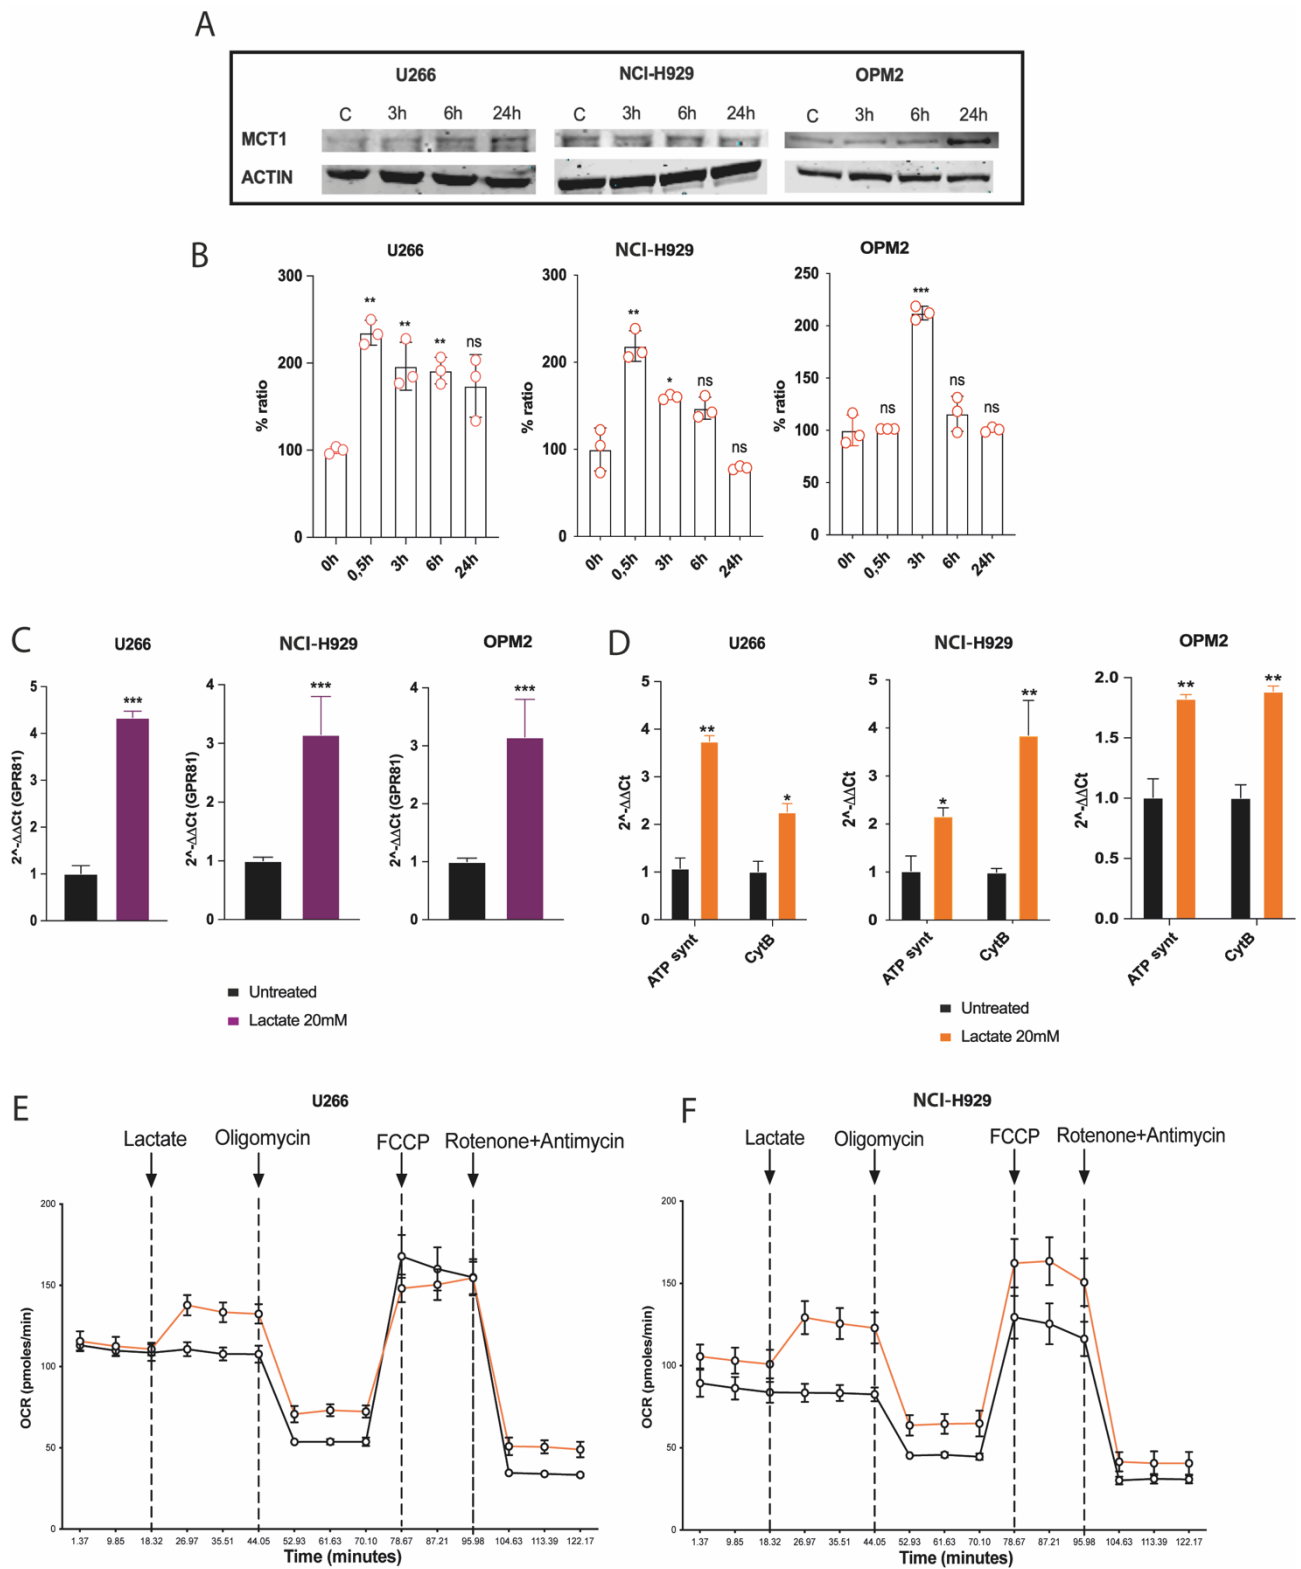 A
U266 NCI-H929 OPM2
C 3h 6h 24h C 3h 6h 24h C 3h 6h 24h
MCT1
ACTIN
B
U266 NCI-H929 OPM2
% ratio
300
200
100
0
** ** ** ns
0h 0,5h 3h 6h 24h
% ratio
300
200
100
0
** * ns ns
0h 0,5h 3h 6h 24h
% ratio
250
200
150
100
50
0
ns *** ns ns
0h 0,5h 3h 6h 24h
C
U266 NCI-H929 OPM2
2^-ΔΔCt (GPR81)
5
4
3
2
1
0
***
2^-ΔΔCt (GPR81)
4
3
2
1
0
***
2^-ΔΔCt (GPR81)
4
3
2
1
0
***
Untreated
Lactate 20mM
D
U266 NCI-H929 OPM2
2^-ΔΔCt
5
4
3
2
1
0
** *
ATP synt CytB
2^-ΔΔCt
5
4
3
2
1
0
* **
ATP synt CytB
2^-ΔΔCt
2.0
1.5
1.0
0.5
0.0
** **
ATP synt CytB
Untreated
Lactate 20mM
E
U266
Lactate Oligomycin FCCP Rotenone+Antimycin
OCR (pmoles/min)
200
150
100
50
0
1.37 9.85 18.32 26.97 35.51 44.05 52.93 61.63 70.10 78.67 87.21 95.98 104.63 113.39 122.17
Time (minutes)
F
NCI-H929
Lactate Oligomycin FCCP Rotenone+Antimycin
OCR (pmoles/min)
200
150
100
50
0
1.37 9.85 18.32 26.97 35.51 44.05 52.93 61.63 70.10 78.67 87.21 95.98 104.63 113.39 122.17
Time (minutes)